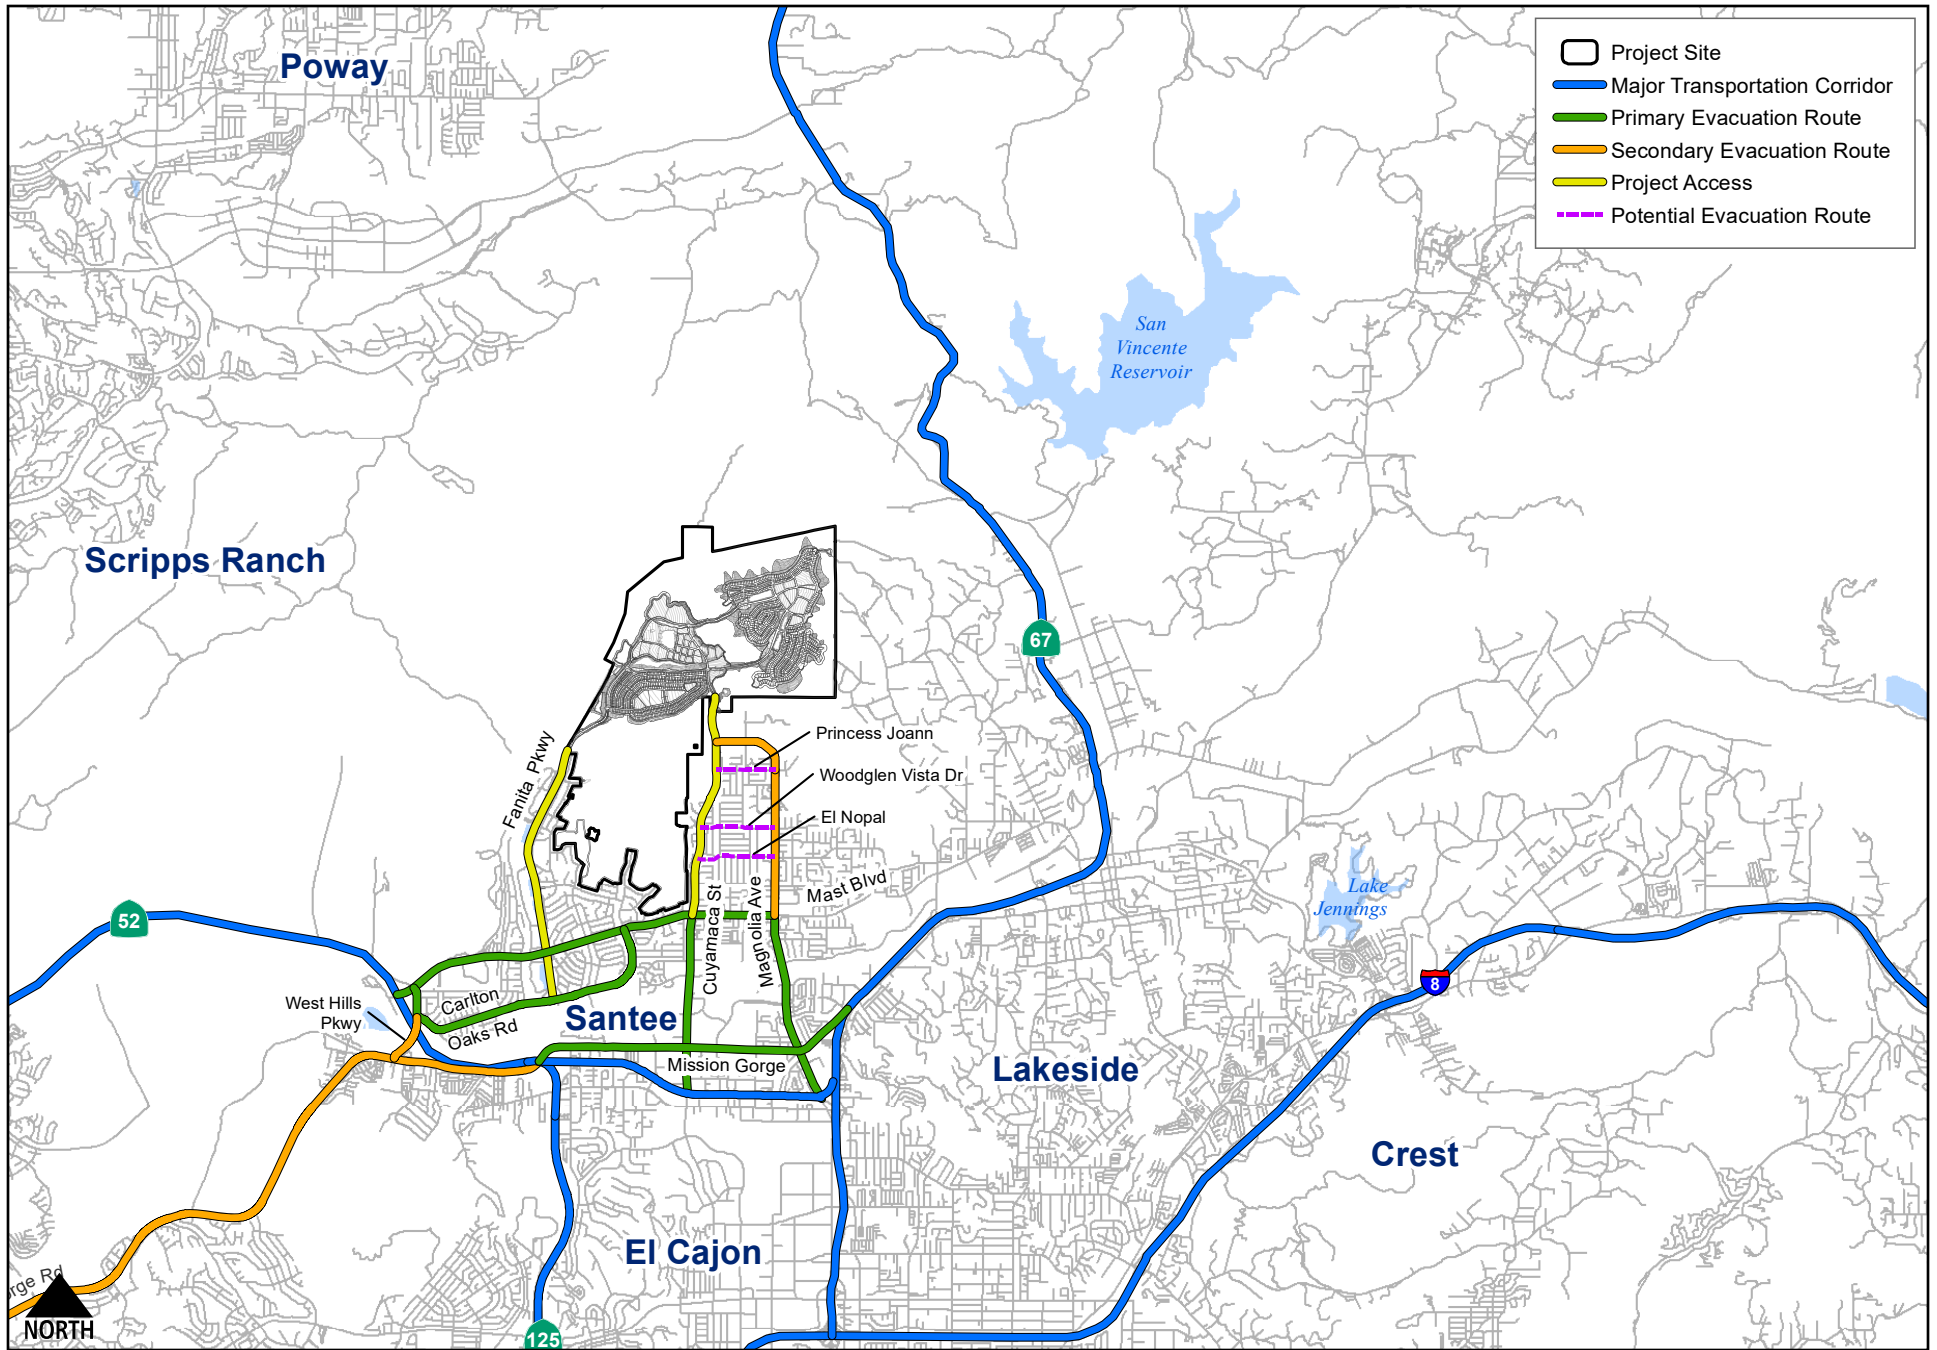 Poway
Project Site
Major Transportation Corridor
Primary Evacuation Route
Secondary Evacuation Route
Project Access
Potential Evacuation Route
San
Vincente
Reservoir
Scripps Ranch
67
Princess Joann
Fanita Pkwy
Woodglen Vista Dr
El Nopal
Mast Blvd
Cuyamaca St
Magnolia Ave
Lake
Jennings
52
8
West Hills
Pkwy
Carlton
Oaks Rd
Santee
Mission Gorge
Lakeside
Crest
El Cajon
orge Rd
NORTH
125